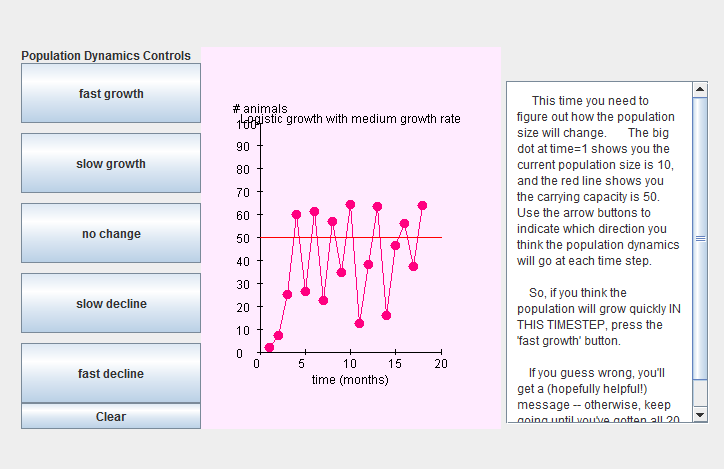 Population Dynamics Controls
fast growth
slow growth
no change
slow decline
fast decline
Clear
# animals
Logistic growth with medium growth rate
100
90
80
70
60
50
40
30
20
10
0
0 5 10 15 20
time (months)
This time you need to
figure out how the population
size will change. The big
dot at time=1 shows you the
current population size is 10,
and the red line shows you
the carrying capacity is 50.
Use the arrow buttons to
indicate which direction you
think the population dynamics
will go at each time step.
So, if you think the
population will grow quickly IN
THIS TIMESTEP, press the
'fast growth' button.
If you guess wrong, you'll
get a (hopefully helpful!)
message -- otherwise, keep
going until you've gotten all 20